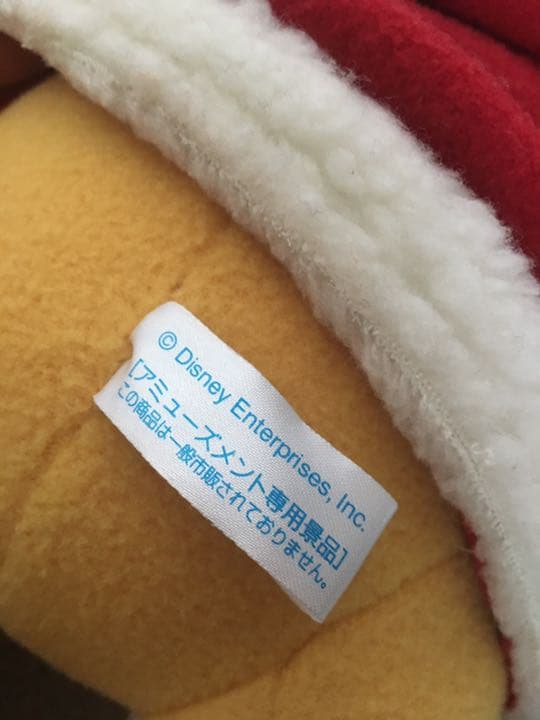 © Disney Enterprises, Inc.
[アミューズメント専用景品]
この商品は一般市販されておりません。